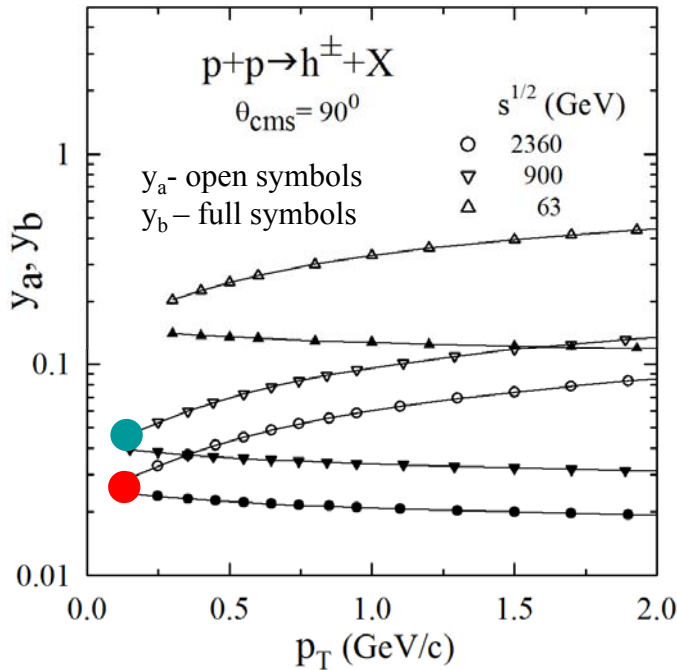 p+p→h±+X
θcms= 90⁰
s1/2 (GeV)
2360
900
63
ya- open symbols
yb – full symbols
ya, yb
1
0.1
0.01
0.0 0.5 1.0 1.5 2.0
pT (GeV/c)